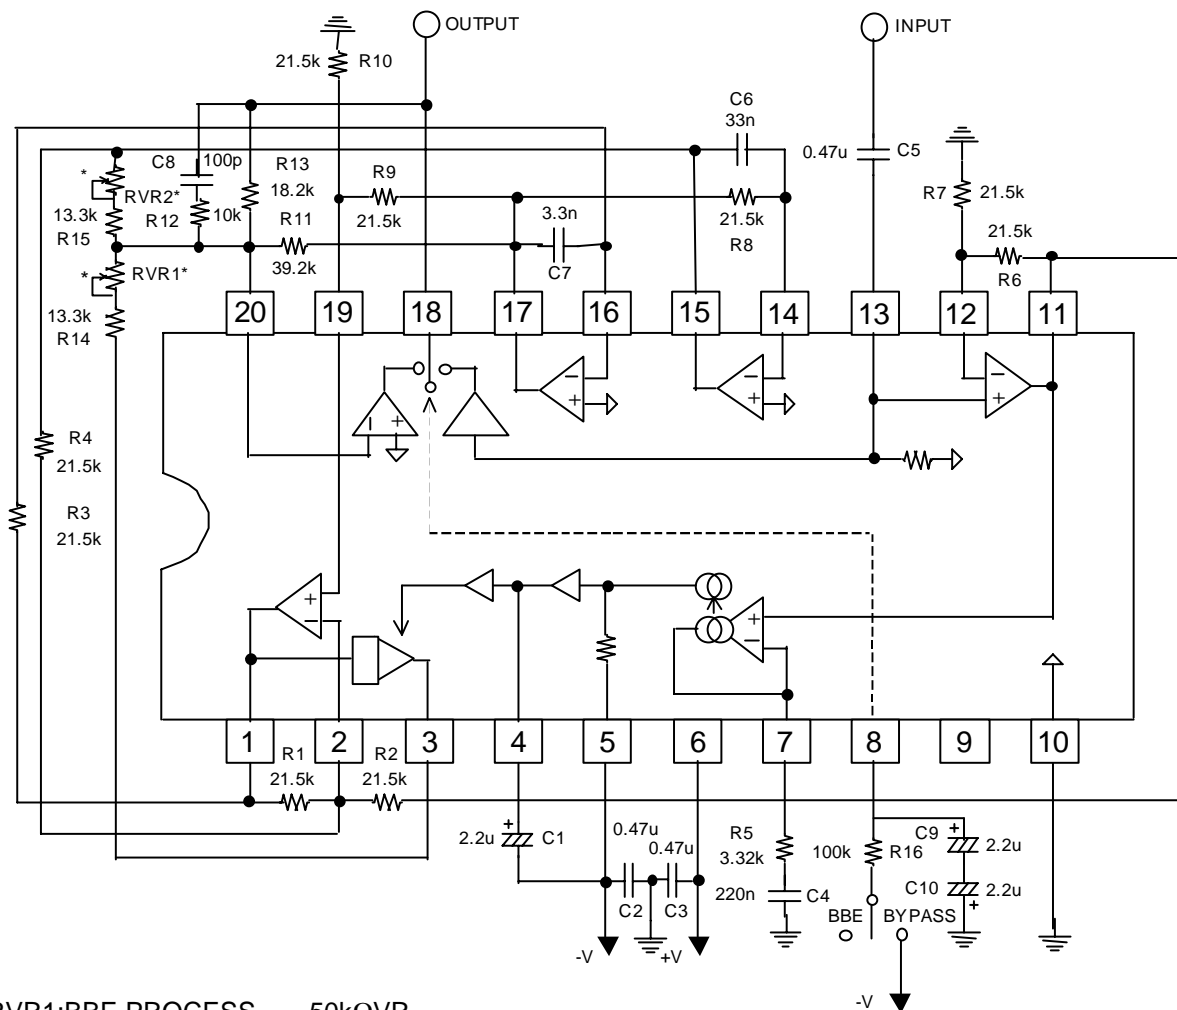 OUTPUT
INPUT
21.5k R10
C6
33n
C8 100p
R13
18.2k
R9
21.5k
0.47u C5
R7 21.5k
* RVR2*
13.3k
R15
R12 10k
R11
39.2k
3.3n
C7
21.5k
R8
21.5k
R6
* RVR1*
13.3k
R14
20 19 18 17 16 15 14 13 12 11
− +
− +
− +
− +
R4
21.5k
R3
21.5k
+ −
+ −
1 2 3 4 5 6 7 8 9 10
R1
21.5k
R2
21.5k
+
2.2u C1
0.47u
0.47u
C2 C3
R5
3.32k
220n C4
100k R16
C9 + 2.2u
C10 2.2u
+
BBE BYPASS
-V +V
-V
RVR1:BBE PROCESS 50kΩVR